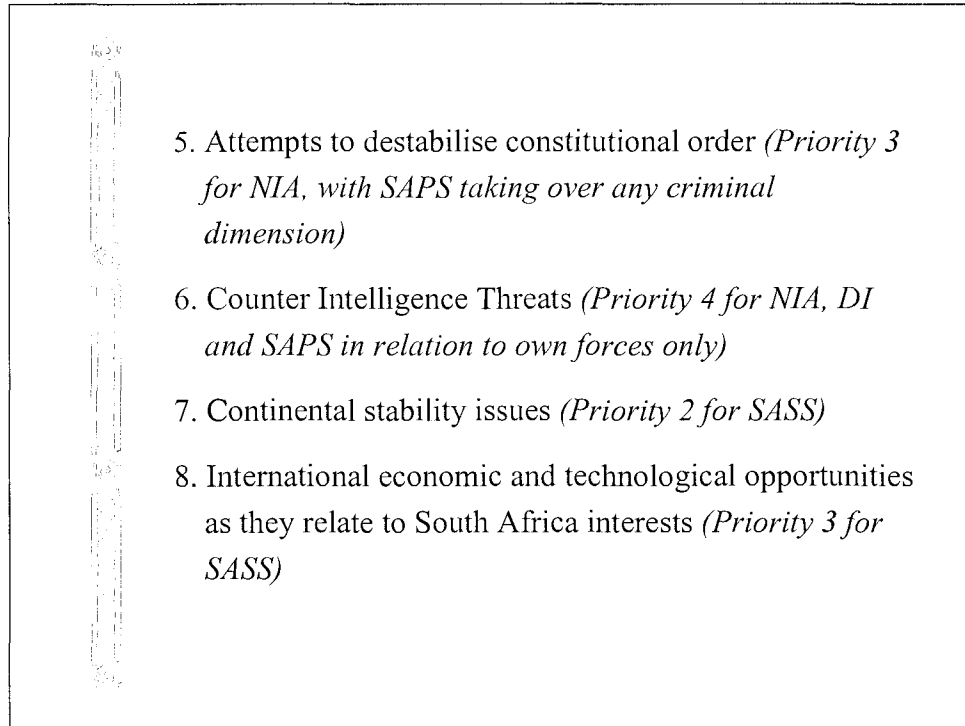 5. Attempts to destabilise constitutional order (Priority 3
for NIA, with SAPS taking over any criminal
dimension)
6. Counter Intelligence Threats (Priority 4 for NIA, DI
and SAPS in relation to own forces only)
7. Continental stability issues (Priority 2 for SASS)
8. International economic and technological opportunities
as they relate to South Africa interests (Priority 3 for
SASS)